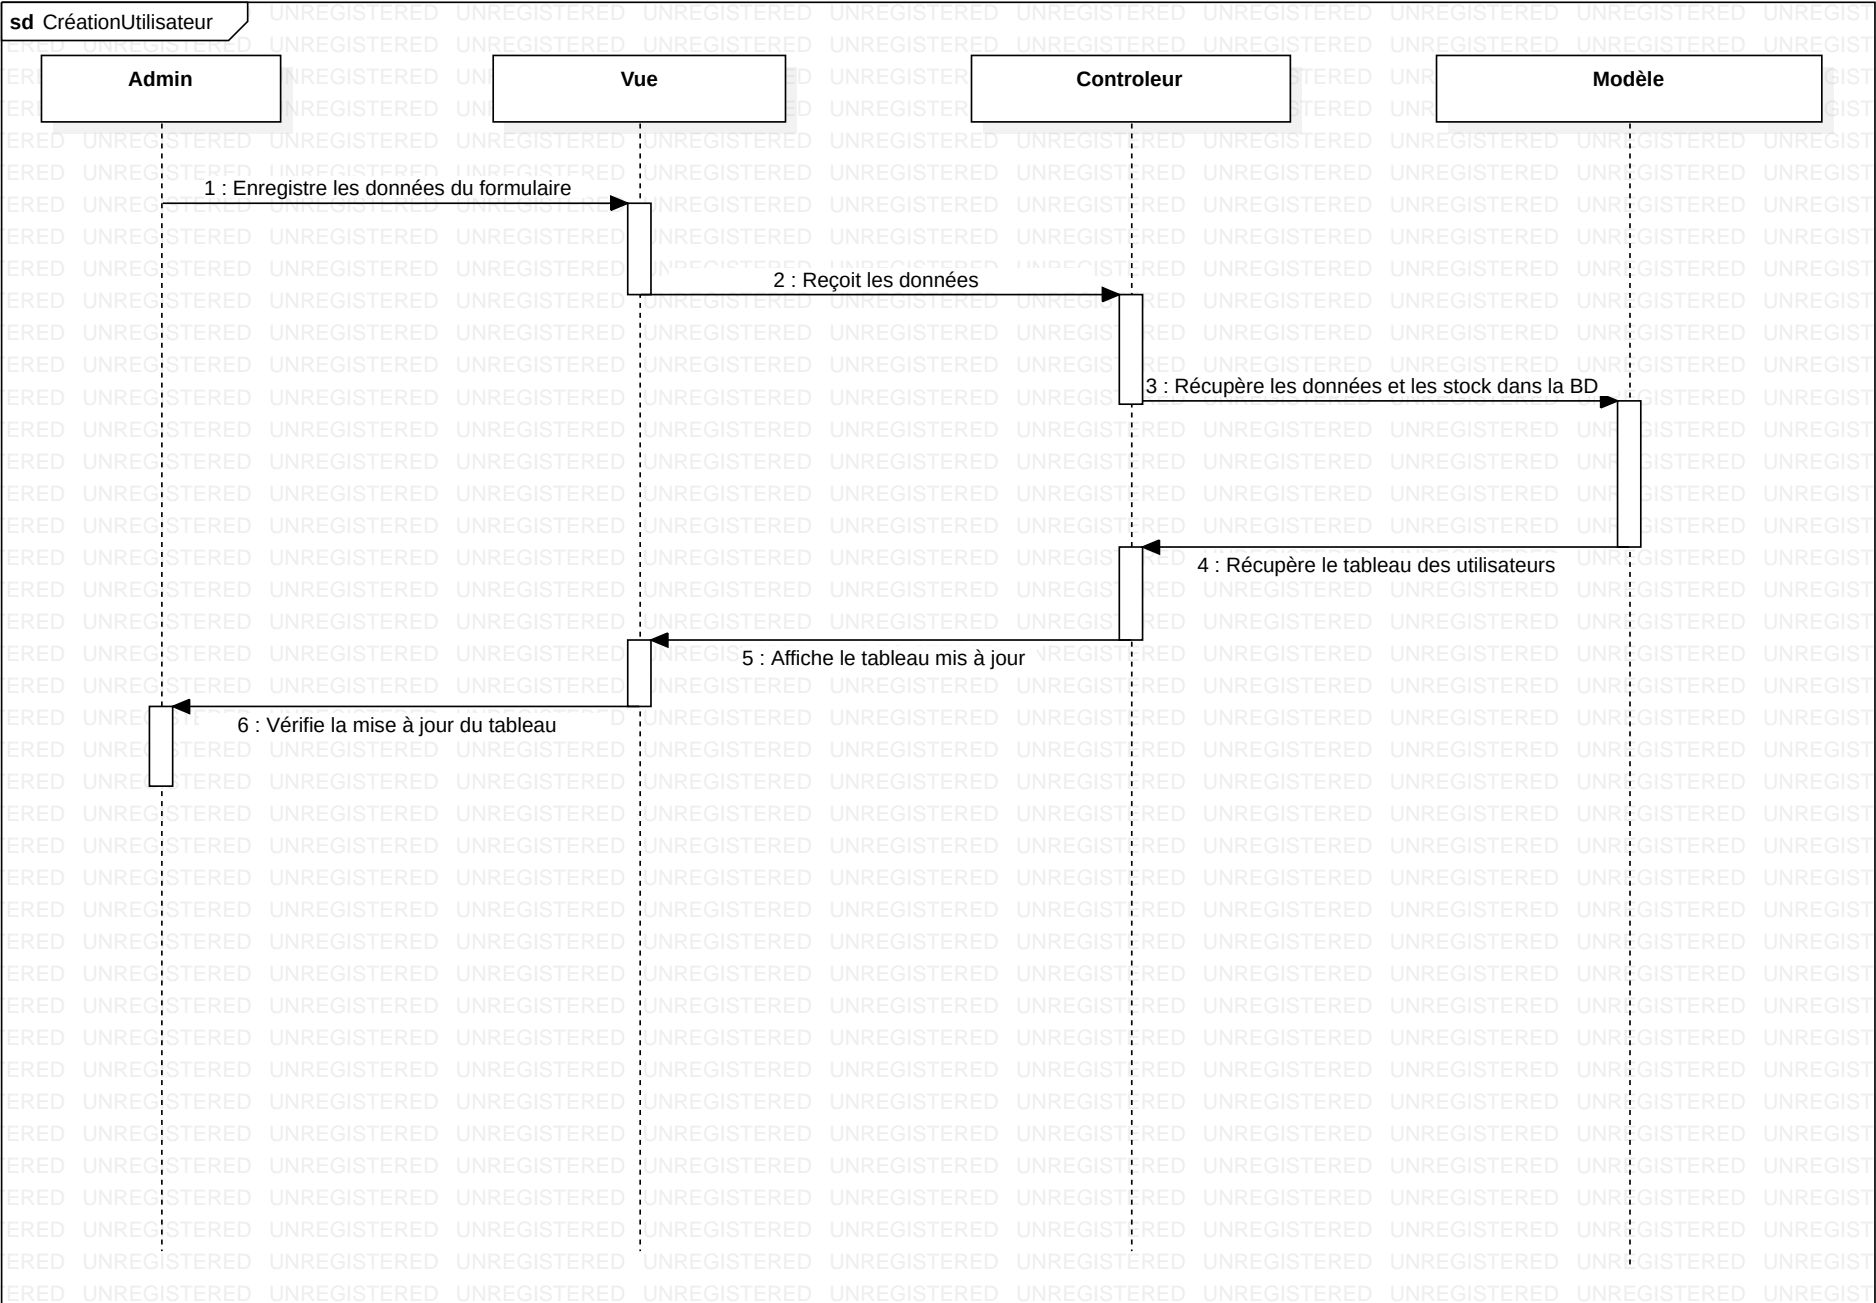 sd CréationUtilisateur
Admin
Vue
Controleur
Modèle
1 : Enregistre les données du formulaire
2 : Reçoit les données
3 : Récupère les données et les stock dans la BD
4 : Récupère le tableau des utilisateurs
5 : Affiche le tableau mis à jour
6 : Vérifie la mise à jour du tableau
UNREGISTERED